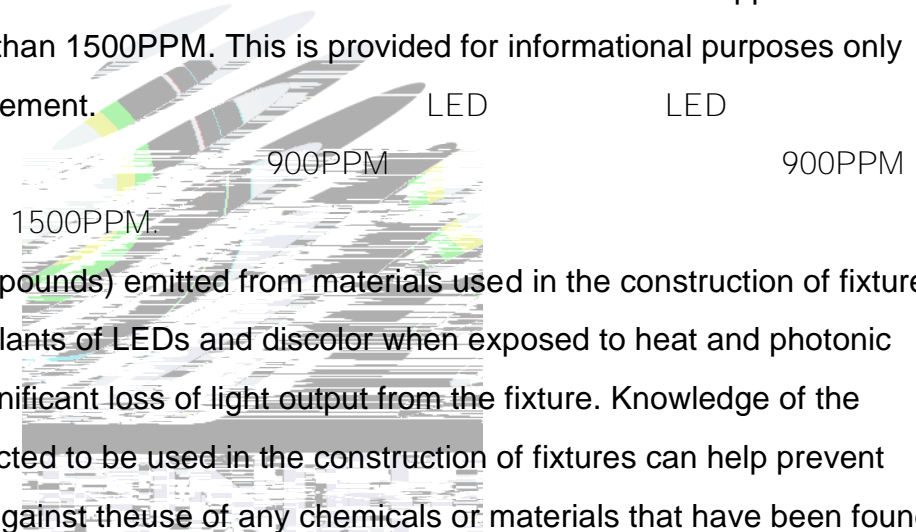 than 1500PPM. This is provided for informational purposes only
ement. LED LED
900PPM 900PPM
1500PPM.
pounds) emitted from materials used in the construction of fixture
lants of LEDs and discolor when exposed to heat and photonic
nificant loss of light output from the fixture. Knowledge of the
cted to be used in the construction of fixtures can help prevent
gainst theuse of any chemicals or materials that have been foun